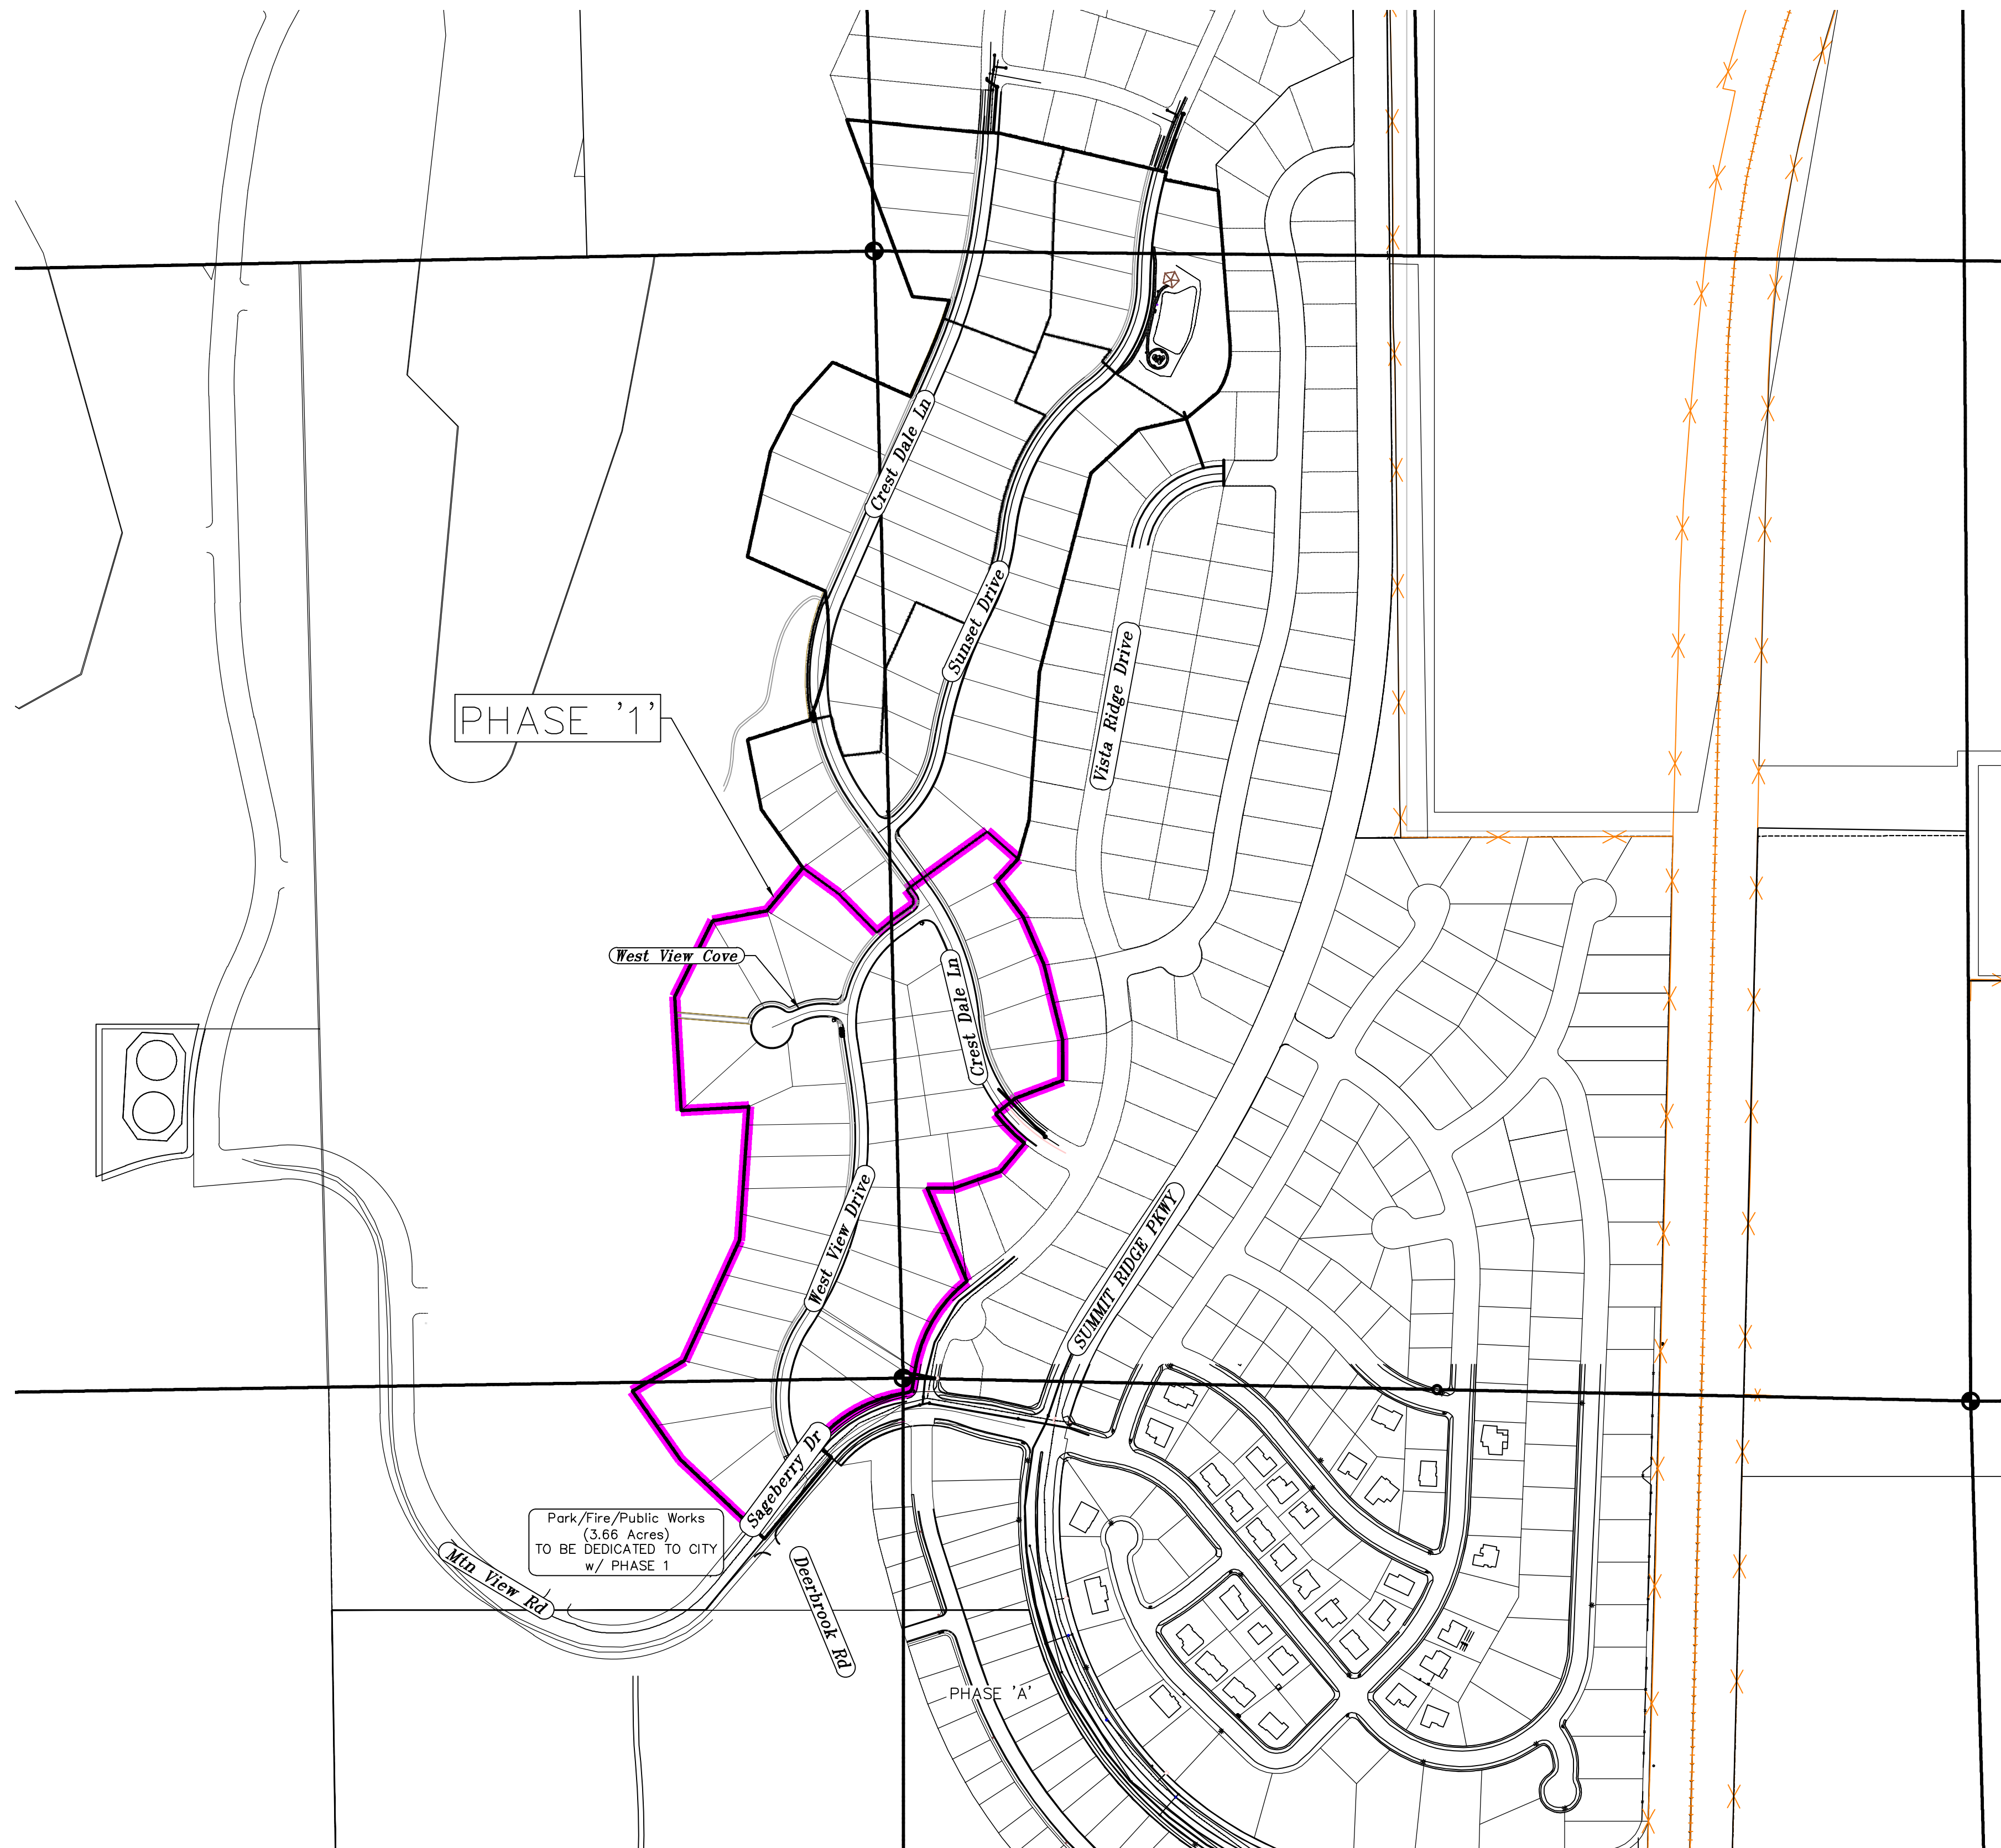 Crest Dale Ln
Sunset Drive
Vista Ridge Drive
PHASE '1'
West View Cove
Crest Dale Ln
West View Drive
SUMMIT RIDGE PKWY
Sageberry Dr
Park/Fire/Public Works
(3.66 Acres)
TO BE DEDICATED TO CITY
w/ PHASE 1
Mtn View Rd
Deerbrook Rd
PHASE 'A'